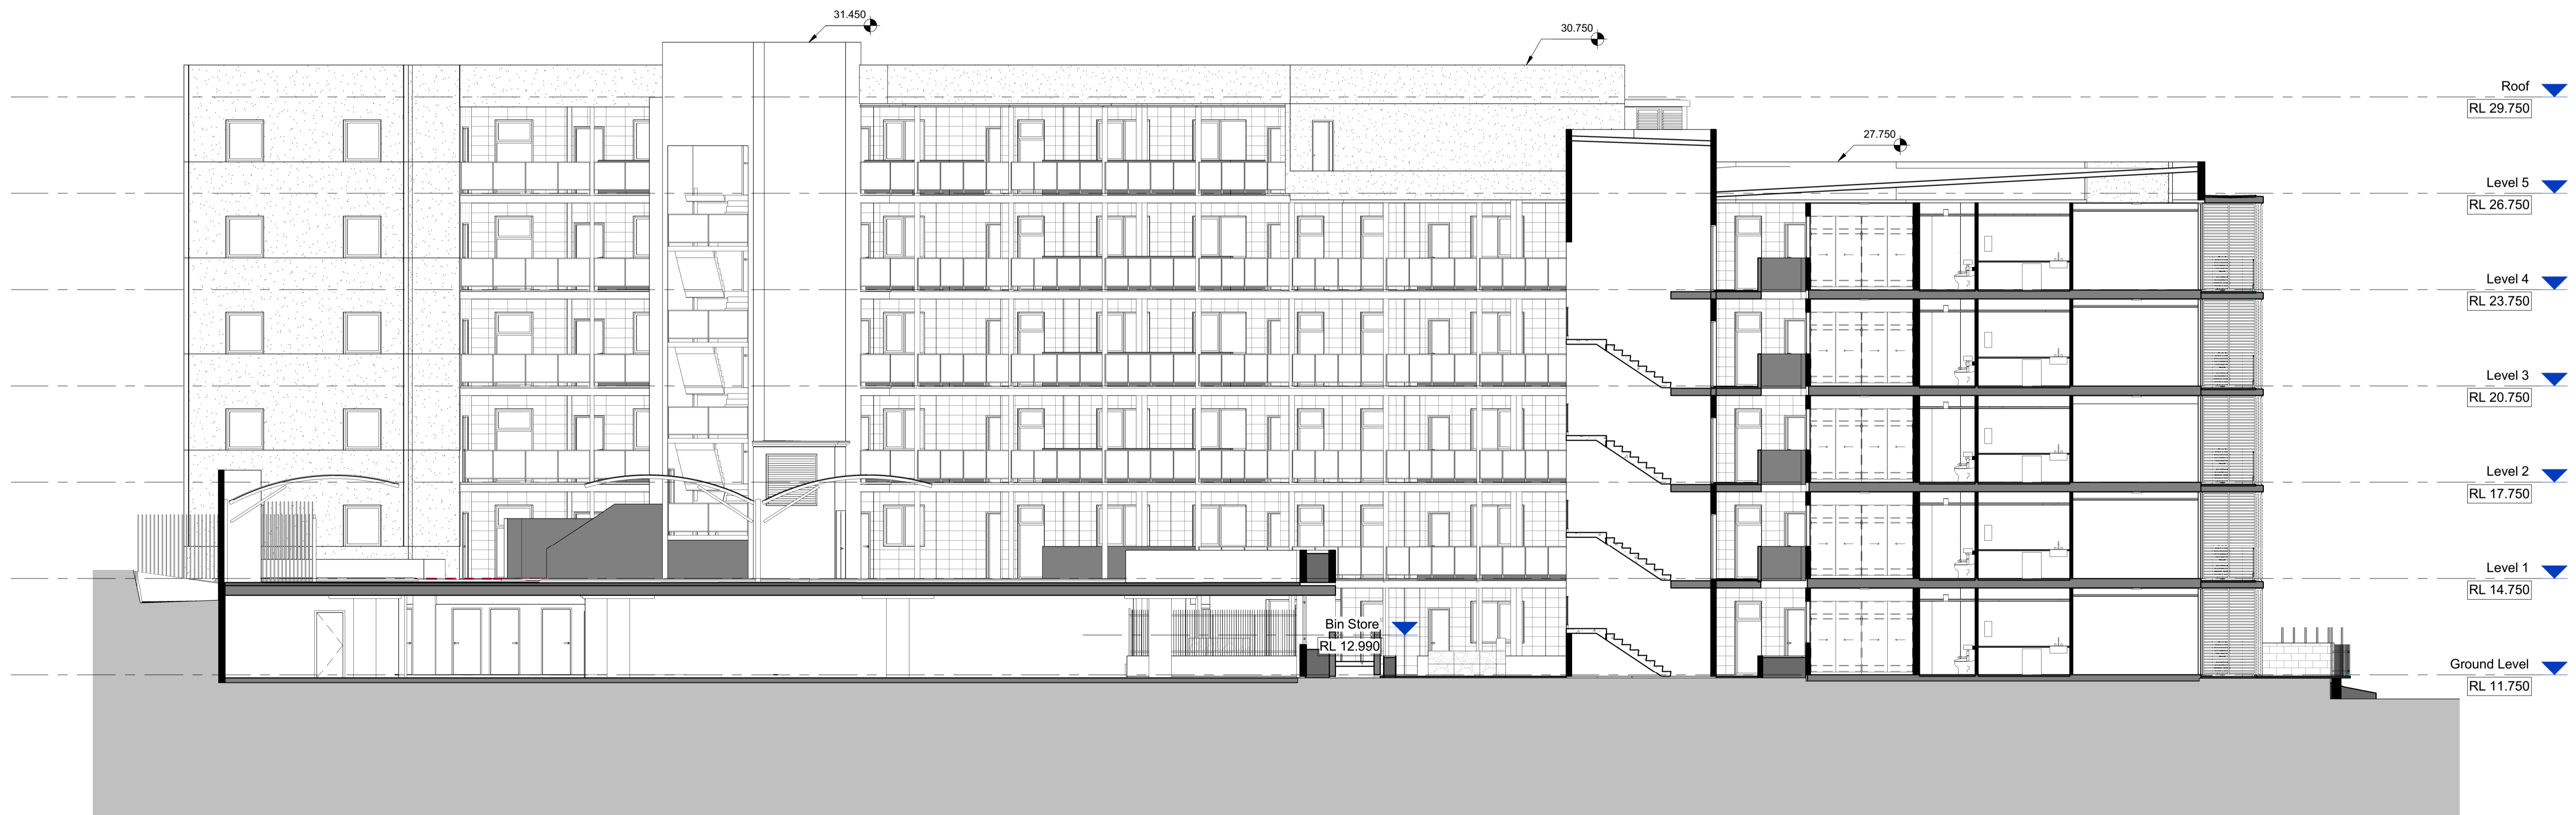 31.450
30.750
Roof
RL 29.750
27.750
Level 5
RL 26.750
Level 4
RL 23.750
Level 3
RL 20.750
Level 2
RL 17.750
Level 1
RL 14.750
Bin Store
RL 12.990
Ground Level
RL 11.750